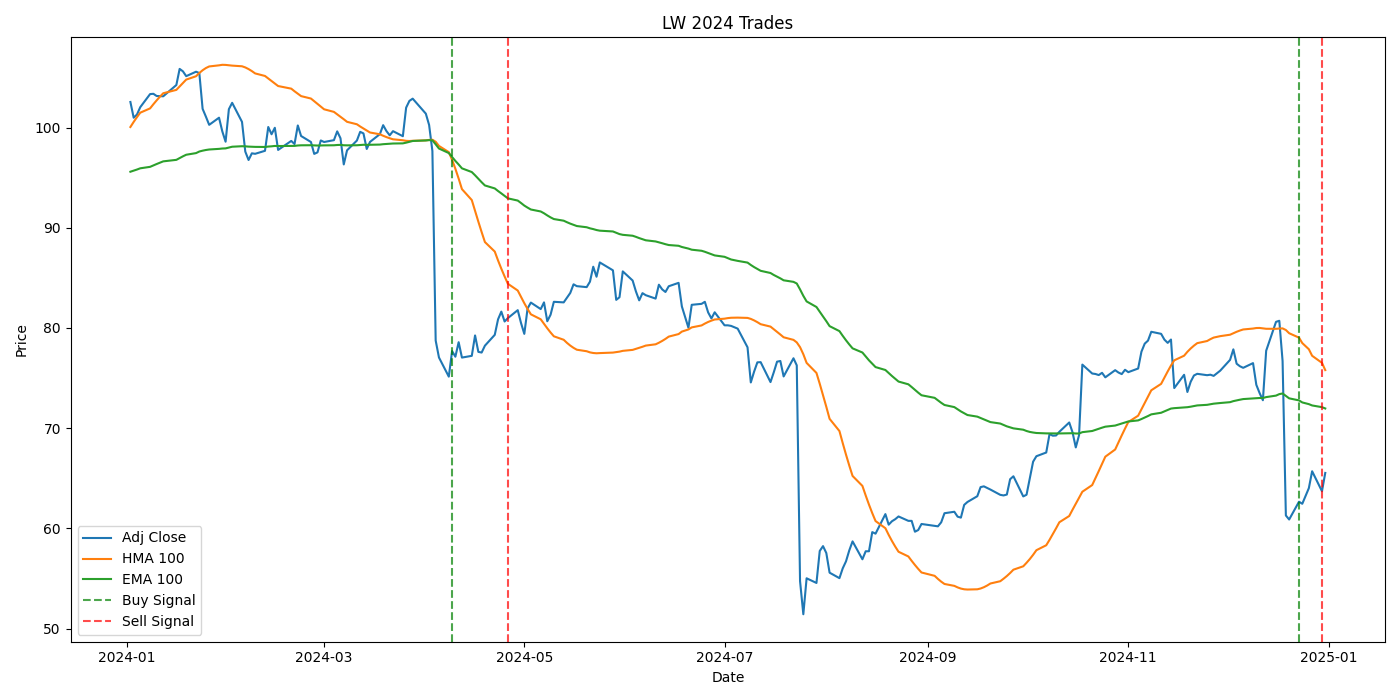 LW 2024 Trades
Price
100
90
80
70
60
50
Adj Close
HMA 100
EMA 100
Buy Signal
Sell Signal
2024-01
2024-03
2024-05
2024-07
2024-09
2024-11
2025-01
Date